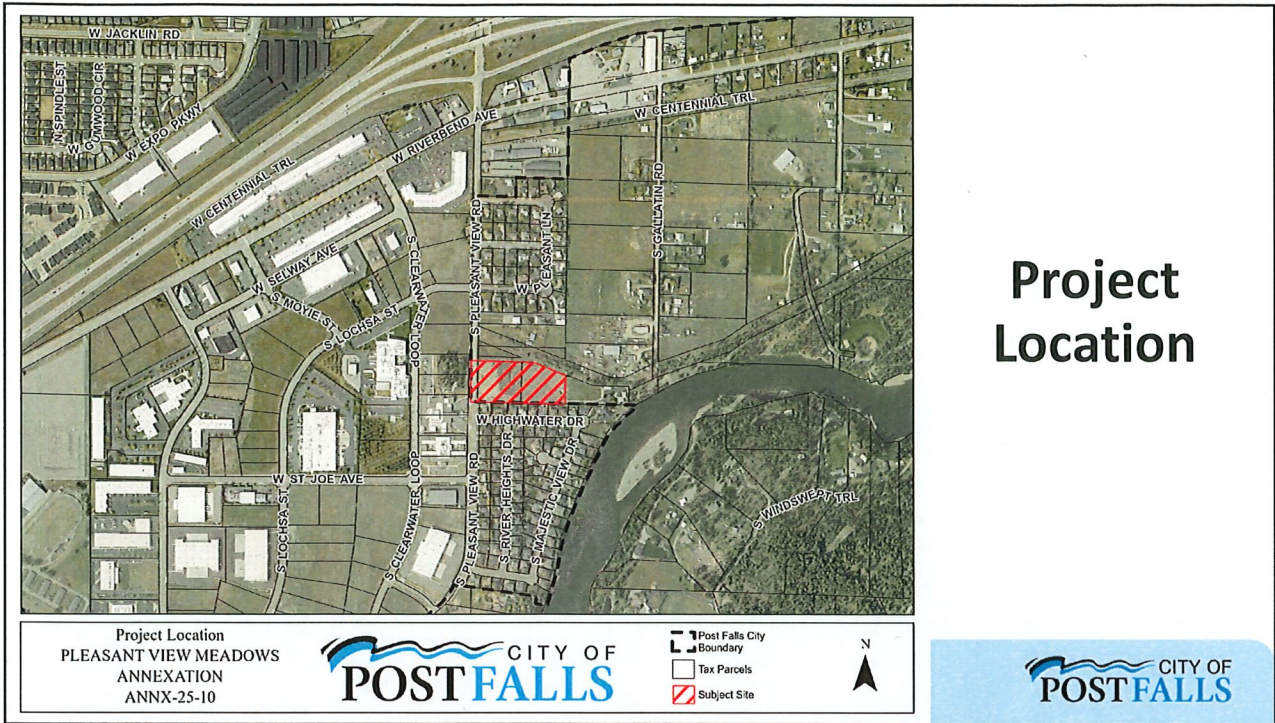 W JACKLIN RD
N SPINDLE ST
W GUMWOOD CIR
W EXPO PKWY
W CENTENNIAL TRL
W RIVERBEND AVE
W CENTENNIAL TRL
S GALLATIN RD
S PLEASANT VIEW RD
W PLEASANT LN
S CLEARWATER LOOP
W SELWAY AVE
S MOYIE ST
S LOCHSA ST
W HIGHWATER DR
W ST JOE AVE
S LOCHSA ST
S CLEARWATER LOOP
S PLEASANT VIEW RD
S RIVER HEIGHTS DR
S MAJESTIC VIEW DR
S WINDSWEPT TRL
Project
Location
Project Location
PLEASANT VIEW MEADOWS
ANNEXATION
ANNX-25-10
CITY OF
POST FALLS
Post Falls City
Boundary
Tax Parcels
Subject Site
N
CITY OF
POST FALLS